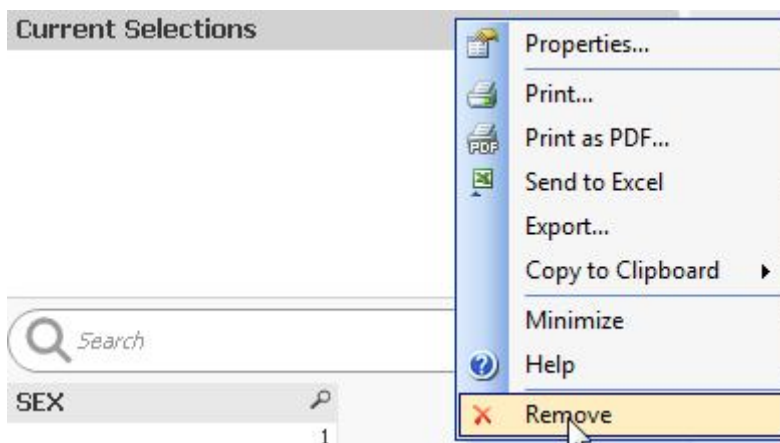 Current Selections
Properties...
Print...
PDF
Print as PDF...
Send to Excel
Export...
Copy to Clipboard
Minimize
Search
Help
SEX
Remove
1